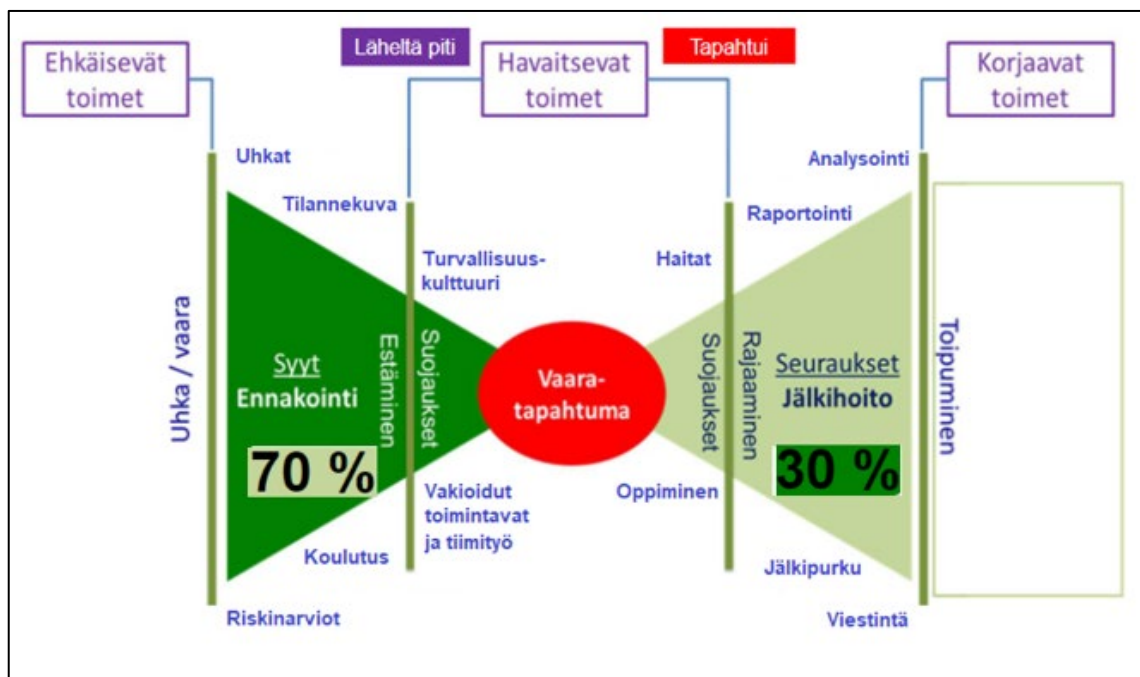 Läheltä piti
Tapahtui
Ehkäisevät
toimet
Havaitsevat
toimet
Korjaavat
toimet
Uhkat
Analysointi
Tilannekuva
Raportointi
Turvallisuus-
kulttuuri
Haitat
Uhka / vaara
Syyt
Ennakointi
70 %
Estäminen
Suojaukset
Vaara-
tapahtuma
Suojaukset
Rajaaminen
Seuraukset
Jälkihoito
30 %
Toipuminen
Vakioidut
toimintavat
ja tiimityö
Oppiminen
Koulutus
Jälkipurku
Riskinarviot
Viestintä